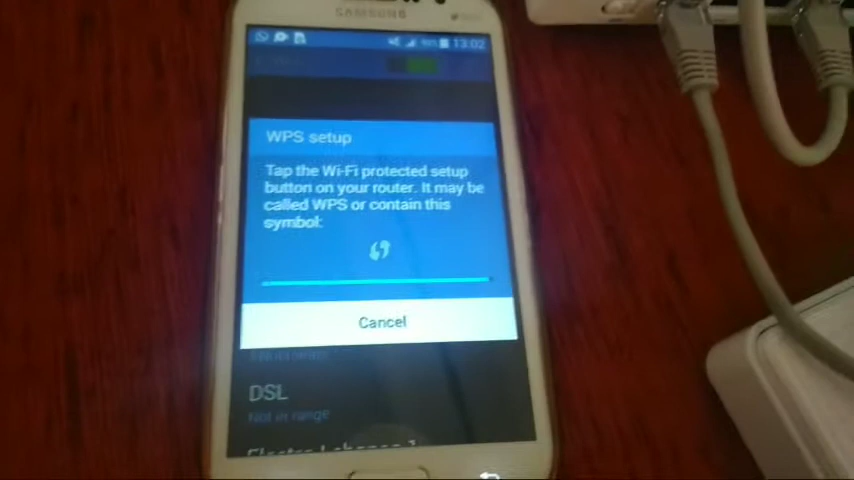 SAMSUNG
13:02
WPS setup
Tap the Wi-Fi protected setup
button on your router. It may be
called WPS or contain this
symbol:
Cancel
DSL
Not in range